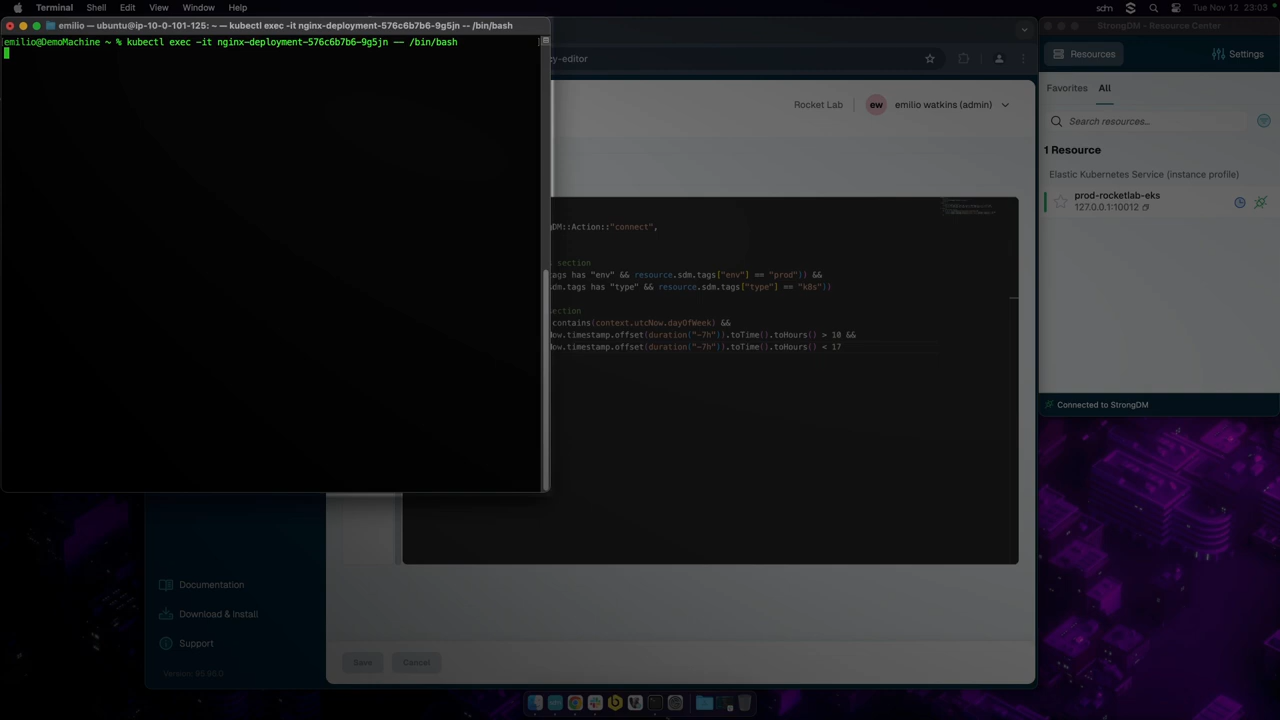 Terminal Shell Edit View Window Help
sdm Tue Nov 12 23:03
emilio — ubuntu@ip-10-0-101-125: ~ — kubectl exec -it nginx-deployment-576c6b7b6-9g5jn -- /bin/bash
emilio@DemoMachine ~ % kubectl exec -it nginx-deployment-576c6b7b6-9g5jn -- /bin/bash
cy-editor
Rocket Lab
ew
emilio watkins (admin)
gDM::Action::"connect",
section
tags has "env" && resource.sdm.tags["env"] == "prod")) &&
sdm.tags has "type" && resource.sdm.tags["type"] == "k8s"))
section
contains(context.utcNow.dayOfWeek) &&
ow.timestamp.offset(duration("-7h")).toTime().toHours() > 10 &&
ow.timestamp.offset(duration("-7h")).toTime().toHours() < 17
Documentation
Download & Install
Support
Save
Cancel
StrongDM - Resource Center
Resources
Settings
Favorites
All
Search resources...
1 Resource
Elastic Kubernetes Service (instance profile)
prod-rocketlab-eks
127.0.0.1:10012
Connected to StrongDM